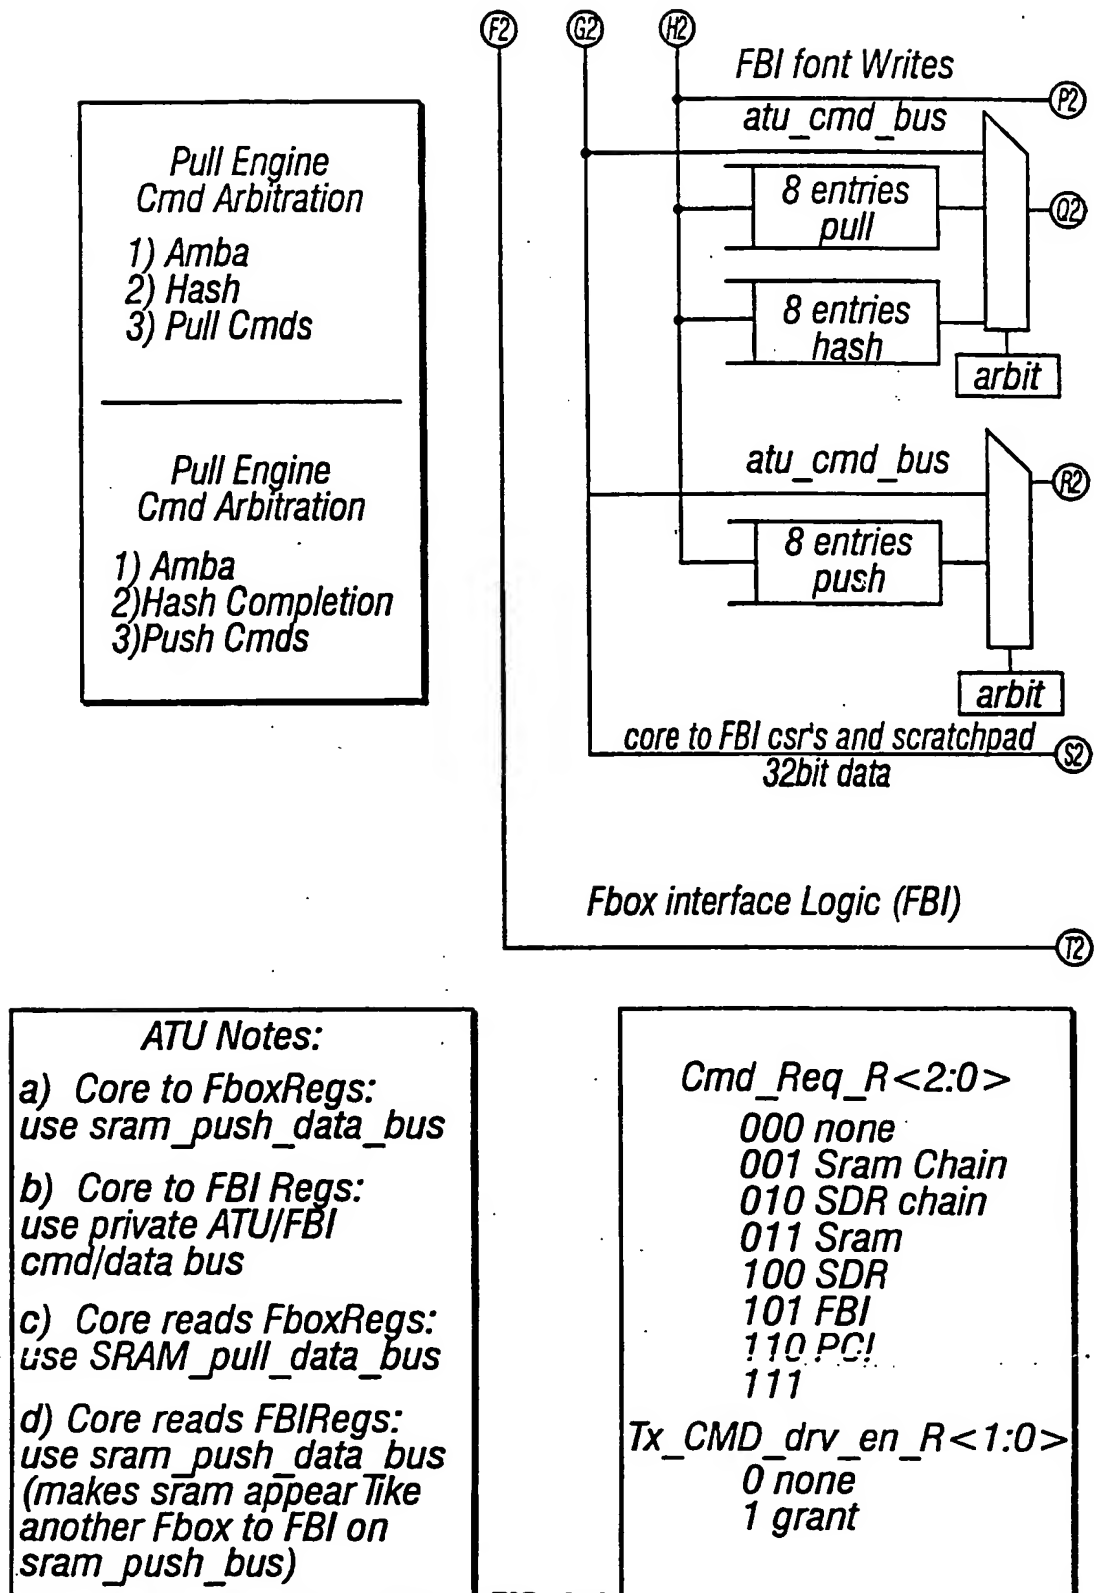 F2 G2 H2
FBI font Writes
P2
atu_cmd_bus
8 entries
pull
Q2
8 entries
hash
arbit
Pull Engine
Cmd Arbitration
1) Amba
2) Hash
3) Pull Cmds
Pull Engine
Cmd Arbitration
1) Amba
2)Hash Completion
3)Push Cmds
atu_cmd_bus
R2
8 entries
push
arbit
core to FBI csr's and scratchpad
32bit data
S2
Fbox interface Logic (FBI)
T2
ATU Notes:
a) Core to FboxRegs:
use sram_push_data_bus
b) Core to FBI Regs:
use private ATU/FBI
cmd/data bus
c) Core reads FboxRegs:
use SRAM_pull_data_bus
d) Core reads FBIRegs:
use sram_push_data_bus
(makes sram appear like
another Fbox to FBI on
sram_push_bus)
Cmd_Req_R<2:0>
000 none
001 Sram Chain
010 SDR chain
011 Sram
100 SDR
101 FBI
110 PCI
111
Tx_CMD_drv_en_R<1:0>
0 none
1 grant